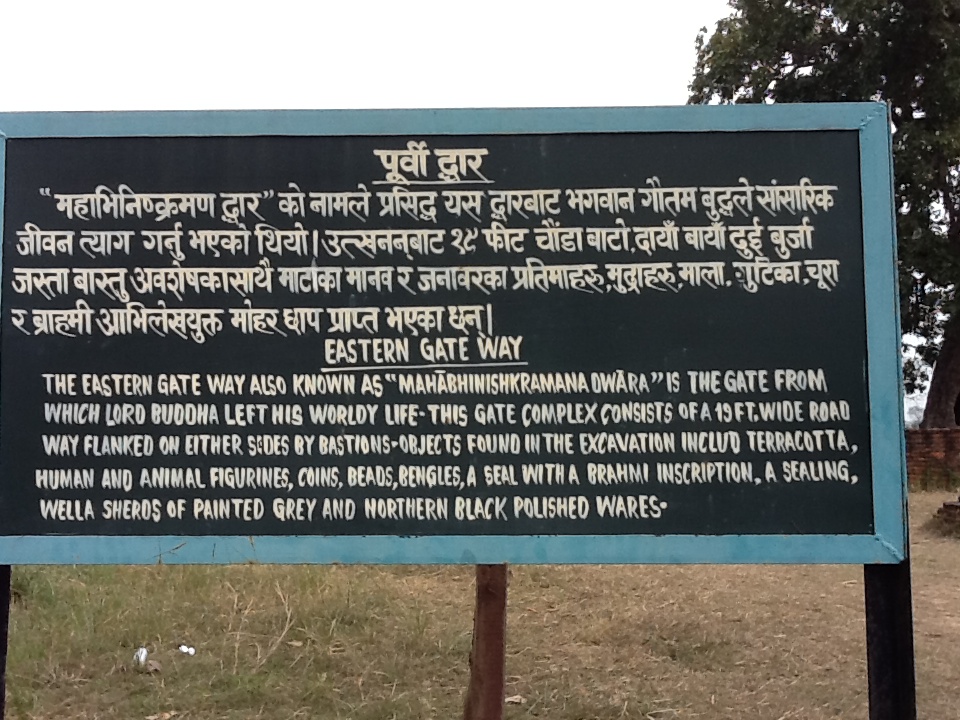 पूर्वी द्वार
"महाभिनिष्क्रमण द्वार" को नामले प्रसिद्ध यस द्वारबाट भगवान गौतम बुद्धले सांसारिक
जीवन त्याग गर्नु भएको थियो। उत्खननबाट १९ फीट चौंडा बाटो, दायाँ बायाँ दुई बुर्जा
जस्ता बास्तु अवशेषकासाथै माटोका मानव र जनावरका प्रतिमाहरू, मुद्राहरू, माला, गुटिका, चूरा
र ब्राह्मी अभिलेखयुक्त मोहर छाप प्राप्त भएका छन्।
EASTERN GATE WAY
THE EASTERN GATE WAY ALSO KNOWN AS "MAHĀBHINISHKRAMANA DWĀRA" IS THE GATE FROM
WHICH LORD BUDDHA LEFT HIS WORLDY LIFE. THIS GATE COMPLEX CONSISTS OF A 19 FT. WIDE ROAD
WAY FLANKED ON EITHER SIDES BY BASTIONS. OBJECTS FOUND IN THE EXCAVATION INCLUD TERRACOTTA,
HUMAN AND ANIMAL FIGURINES, COINS, BEADS, BENGLES, A SEAL WITH A BRAHMI INSCRIPTION, A SEALING,
WELLA SHERDS OF PAINTED GREY AND NORTHERN BLACK POLISHED WARES.